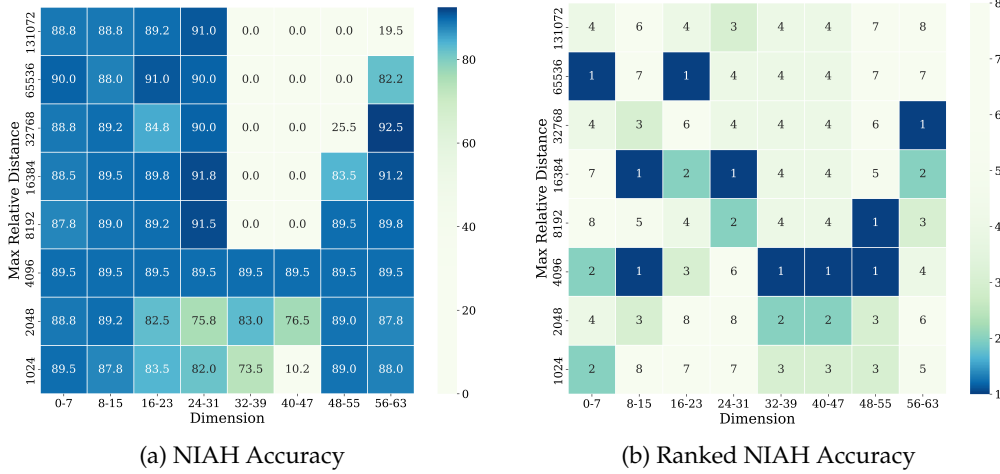 131072 88.8 88.8 89.2 91.0 0.0 0.0 0.0 19.5
65536 90.0 88.0 91.0 90.0 0.0 0.0 0.0 82.2
32768 88.8 89.2 84.8 90.0 0.0 0.0 25.5 92.5
16384 88.5 89.5 89.8 91.8 0.0 0.0 83.5 91.2
8192 87.8 89.0 89.2 91.5 0.0 0.0 89.5 89.8
4096 89.5 89.5 89.5 89.5 89.5 89.5 89.5 89.5
2048 88.8 89.2 82.5 75.8 83.0 76.5 89.0 87.8
1024 89.5 87.8 83.5 82.0 73.5 10.2 89.0 88.0
0-7 8-15 16-23 24-31 32-39 40-47 48-55 56-63
Dimension
Max Relative Distance
80
60
40
20
0
(a) NIAH Accuracy
131072 4 6 4 3 4 4 7 8
65536 1 7 1 4 4 4 7 7
32768 4 3 6 4 4 4 6 1
16384 7 1 2 1 4 4 5 2
8192 8 5 4 2 4 4 1 3
4096 2 1 3 6 1 1 1 4
2048 4 3 8 8 2 2 3 6
1024 2 8 7 7 3 3 3 5
0-7 8-15 16-23 24-31 32-39 40-47 48-55 56-63
Dimension
Max Relative Distance
8
7
6
5
4
3
2
1
(b) Ranked NIAH Accuracy